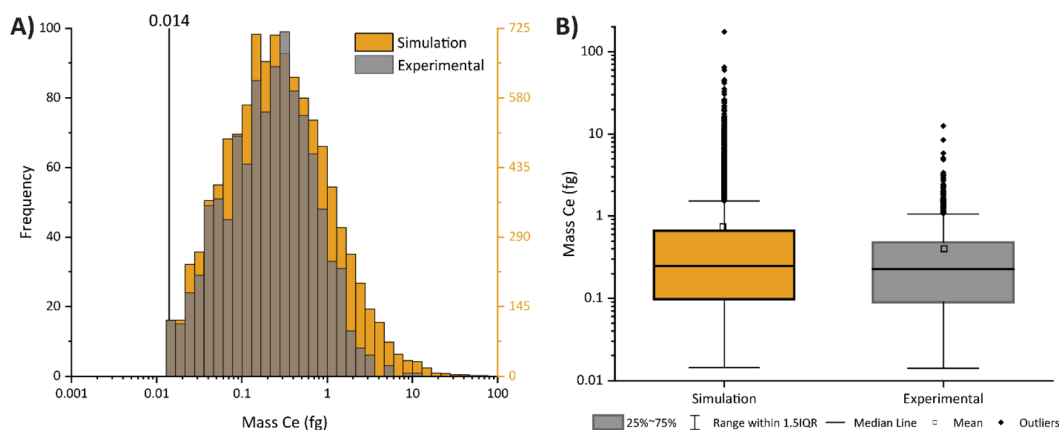 A)
0.014
Simulation
Experimental
Frequency
100
80
60
40
20
0
725
580
435
290
145
0
0.001
0.01
0.1
1
10
100
Mass Ce (fg)
B)
Mass Ce (fg)
100
10
1
0.1
0.01
Simulation
Experimental
25%~75%
Range within 1.5IQR
Median Line
Mean
Outliers